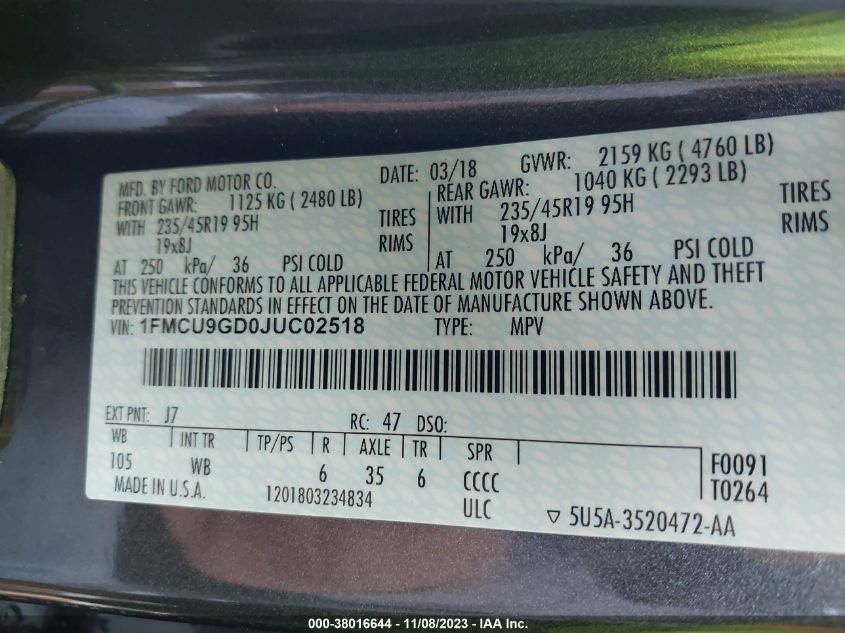 MFD. BY FORD MOTOR CO. DATE: 03/18 GVWR: 2159 KG ( 4760 LB)
FRONT GAWR: 1125 KG ( 2480 LB) REAR GAWR: 1040 KG ( 2293 LB)
WITH 235/45R19 95H TIRES WITH 235/45R19 95H TIRES
19x8J RIMS 19x8J RIMS
AT 250 kPa/ 36 PSI COLD AT 250 kPa/ 36 PSI COLD
THIS VEHICLE CONFORMS TO ALL APPLICABLE FEDERAL MOTOR VEHICLE SAFETY AND THEFT
PREVENTION STANDARDS IN EFFECT ON THE DATE OF MANUFACTURE SHOWN ABOVE.
VIN: 1FMCU9GD0JUC02518 TYPE: MPV
EXT PNT: J7 RC: 47 DSO:
WB INT TR TP/PS R AXLE TR SPR F0091
105 WB 6 35 6 CCCC T0264
MADE IN U.S.A. 1201803234834 ULC ▽ 5U5A-3520472-AA
000-38016644 - 11/08/2023 - IAA Inc.